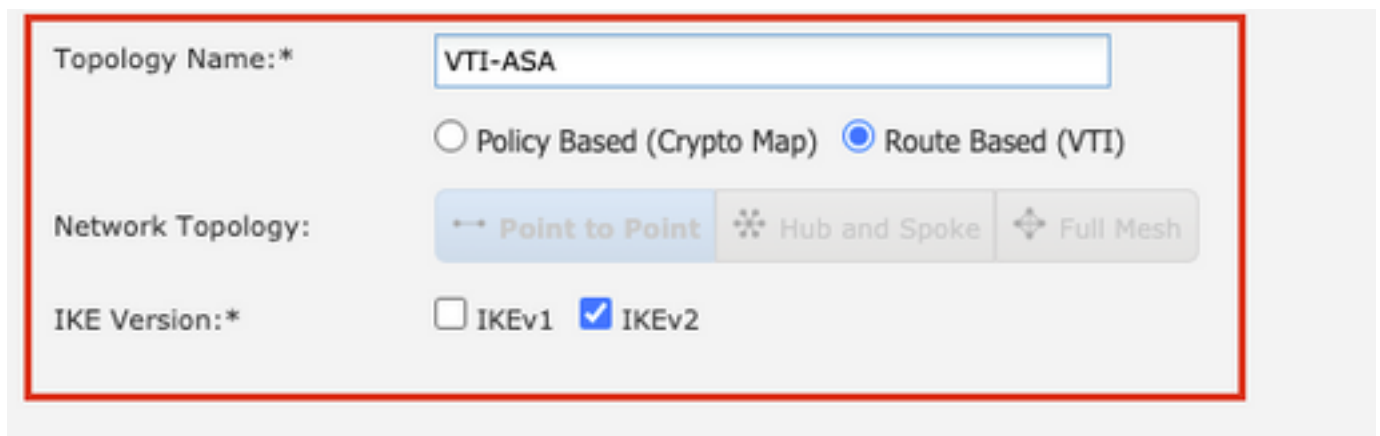 Topology Name:* VTI-ASA
Policy Based (Crypto Map) Route Based (VTI)
Network Topology: Point to Point Hub and Spoke Full Mesh
IKE Version:* IKEv1 IKEv2